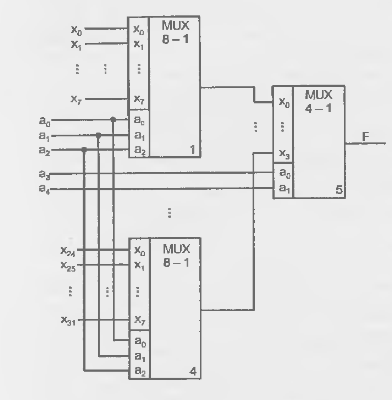 x0 x0 MUX
x1 x1 8 – 1
... ...
x7 x7
a0 a0
a1 a1
a2 a2 1
a3 a0
a4 a1 5
x0 MUX
4 – 1
... ...
x3
F
...
x24 x0 MUX
x25 x1 8 – 1
... ...
x31 x7
a0
a1
a2 4